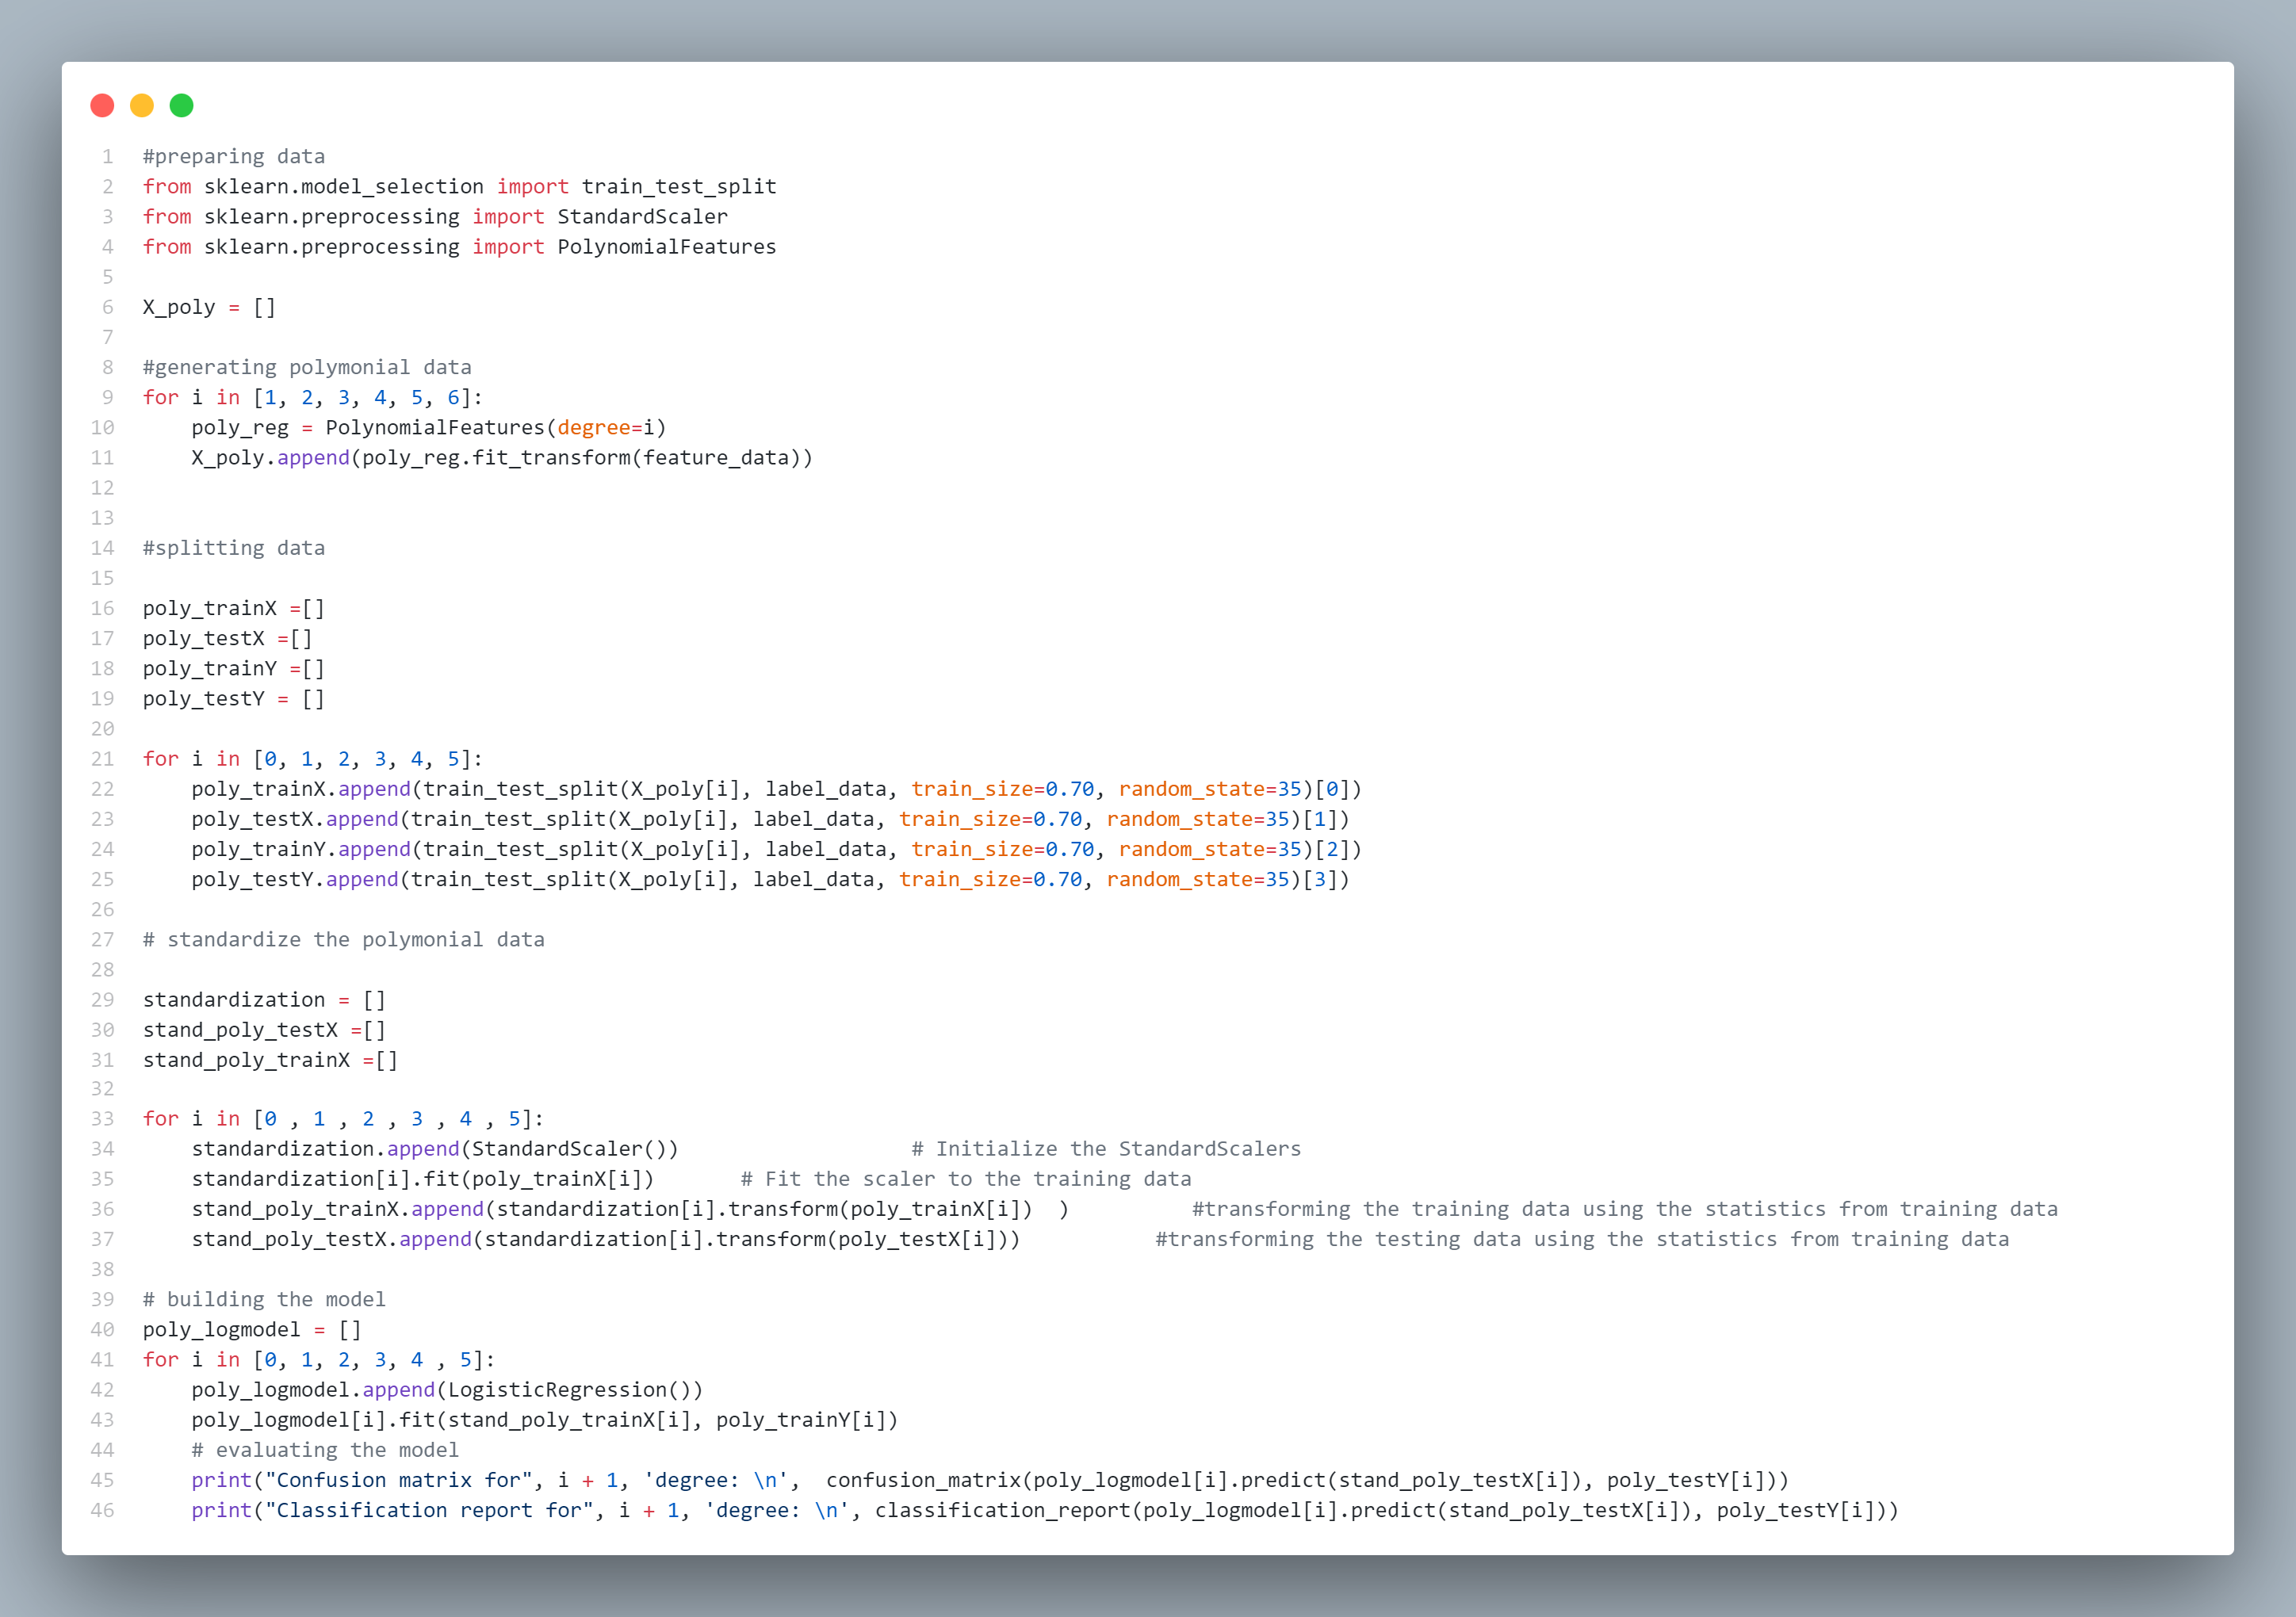 1 #preparing data
2 from sklearn.model_selection import train_test_split
3 from sklearn.preprocessing import StandardScaler
4 from sklearn.preprocessing import PolynomialFeatures
5
6 X_poly = []
7
8 #generating polymonial data
9 for i in [1, 2, 3, 4, 5, 6]:
10     poly_reg = PolynomialFeatures(degree=i)
11     X_poly.append(poly_reg.fit_transform(feature_data))
12
13
14 #splitting data
15
16 poly_trainX =[]
17 poly_testX =[]
18 poly_trainY =[]
19 poly_testY = []
20
21 for i in [0, 1, 2, 3, 4, 5]:
22     poly_trainX.append(train_test_split(X_poly[i], label_data, train_size=0.70, random_state=35)[0])
23     poly_testX.append(train_test_split(X_poly[i], label_data, train_size=0.70, random_state=35)[1])
24     poly_trainY.append(train_test_split(X_poly[i], label_data, train_size=0.70, random_state=35)[2])
25     poly_testY.append(train_test_split(X_poly[i], label_data, train_size=0.70, random_state=35)[3])
26
27 # standardize the polymonial data
28
29 standardization = []
30 stand_poly_testX =[]
31 stand_poly_trainX =[]
32
33 for i in [0 , 1 , 2 , 3 , 4 , 5]:
34     standardization.append(StandardScaler())                   # Initialize the StandardScalers
35     standardization[i].fit(poly_trainX[i])       # Fit the scaler to the training data
36     stand_poly_trainX.append(standardization[i].transform(poly_trainX[i])  )          #transforming the training data using the statistics from training data
37     stand_poly_testX.append(standardization[i].transform(poly_testX[i]))           #transforming the testing data using the statistics from training data
38
39 # building the model
40 poly_logmodel = []
41 for i in [0, 1, 2, 3, 4 , 5]:
42     poly_logmodel.append(LogisticRegression())
43     poly_logmodel[i].fit(stand_poly_trainX[i], poly_trainY[i])
44     # evaluating the model
45     print("Confusion matrix for", i + 1, 'degree: \n',  confusion_matrix(poly_logmodel[i].predict(stand_poly_testX[i]), poly_testY[i]))
46     print("Classification report for", i + 1, 'degree: \n', classification_report(poly_logmodel[i].predict(stand_poly_testX[i]), poly_testY[i]))